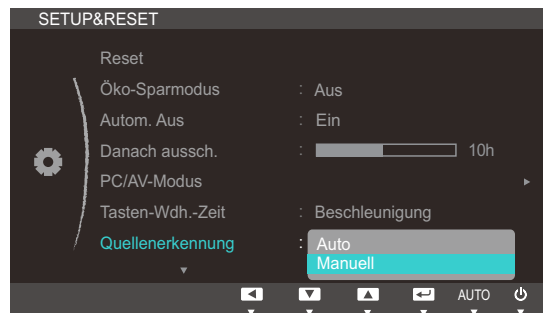 SETUP&RESET
Reset
Öko-Sparmodus : Aus
Autom. Aus : Ein
Danach aussch. : 10h
PC/AV-Modus
Tasten-Wdh.-Zeit : Beschleunigung
Quellenerkennung : Auto
Manuell
AUTO